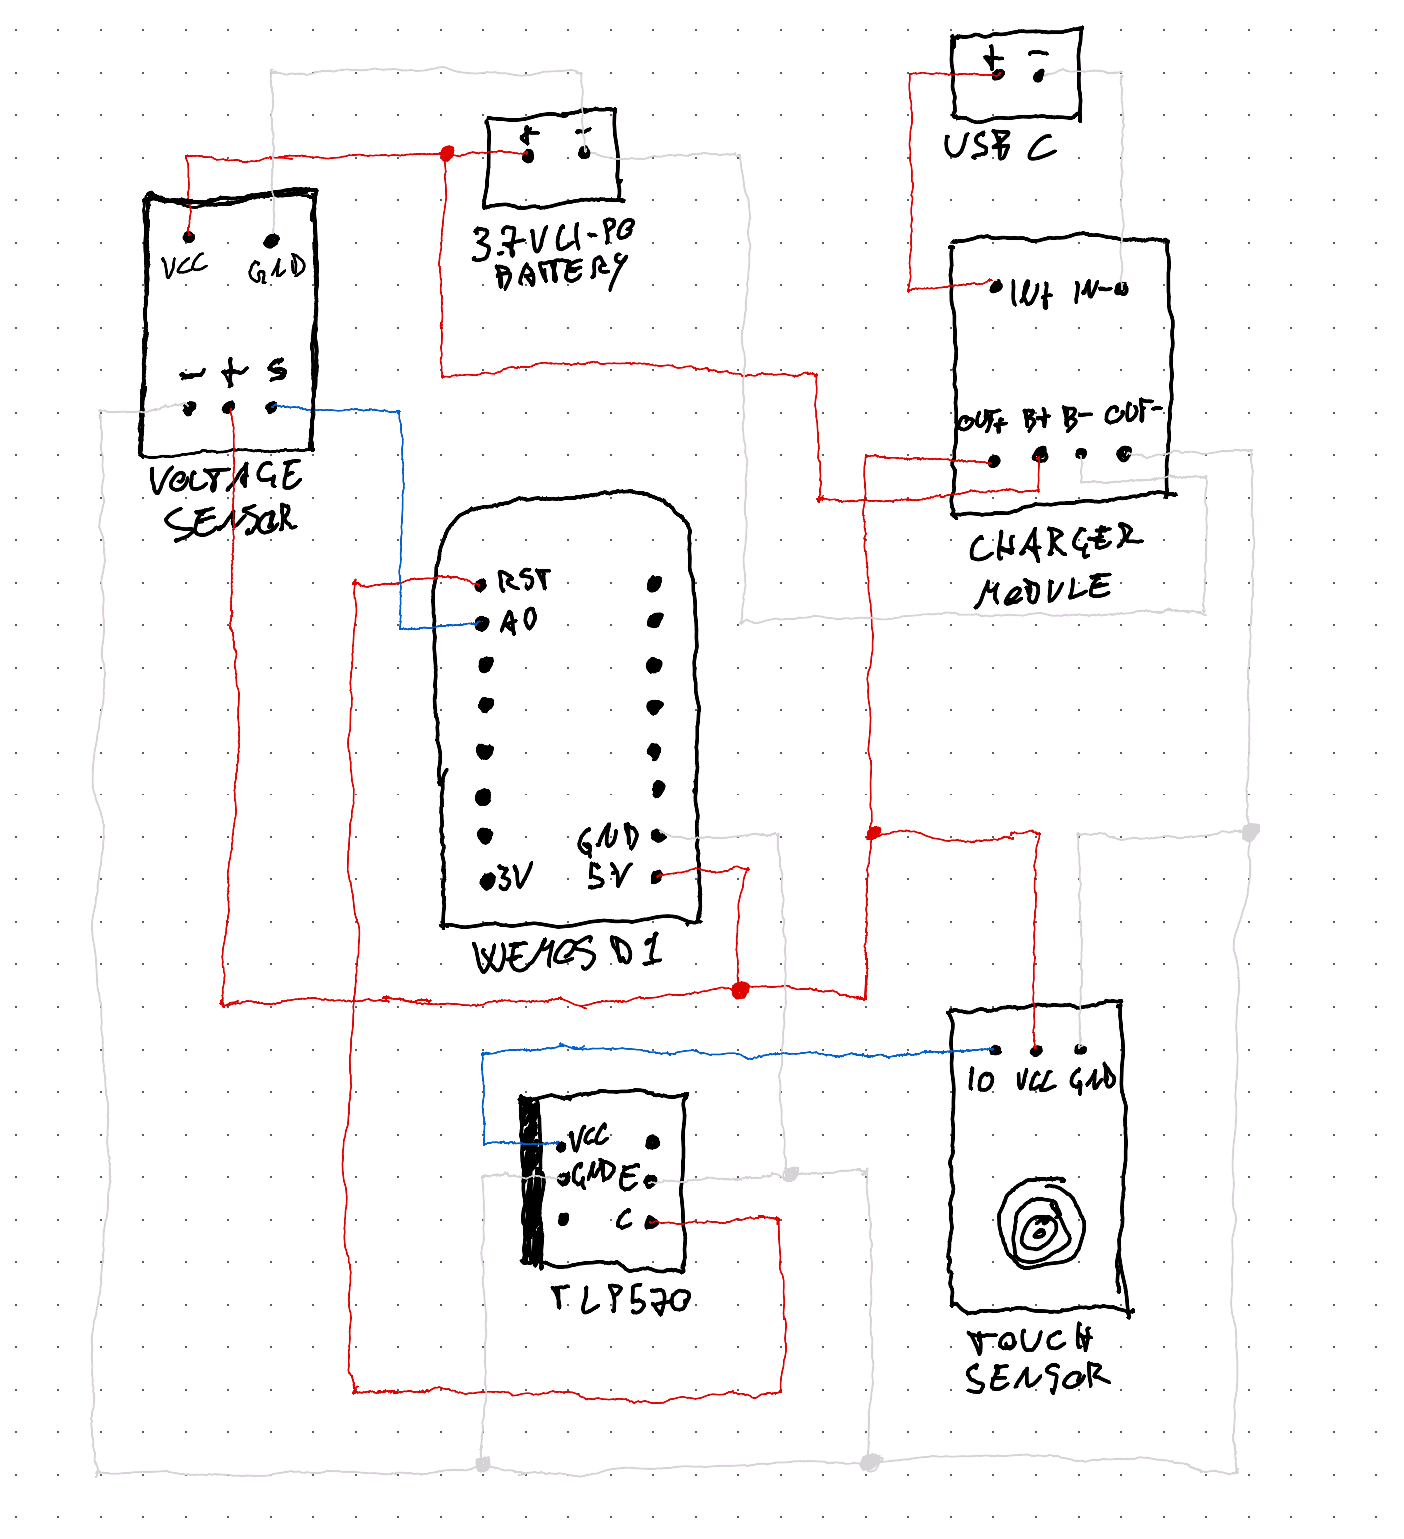 + -
USB C
+ -
3.7V LI-PO
BATTERY
VCC GND
- + S
VOLTAGE
SENSOR
IN+ IN-
OUT+ B+ B- OUT-
CHARGER
MODULE
RST
A0
GND
3V 5V
WEMOS D1
IO VCC GND
TOUCH
SENSOR
VCC
GND E
C
TLP570